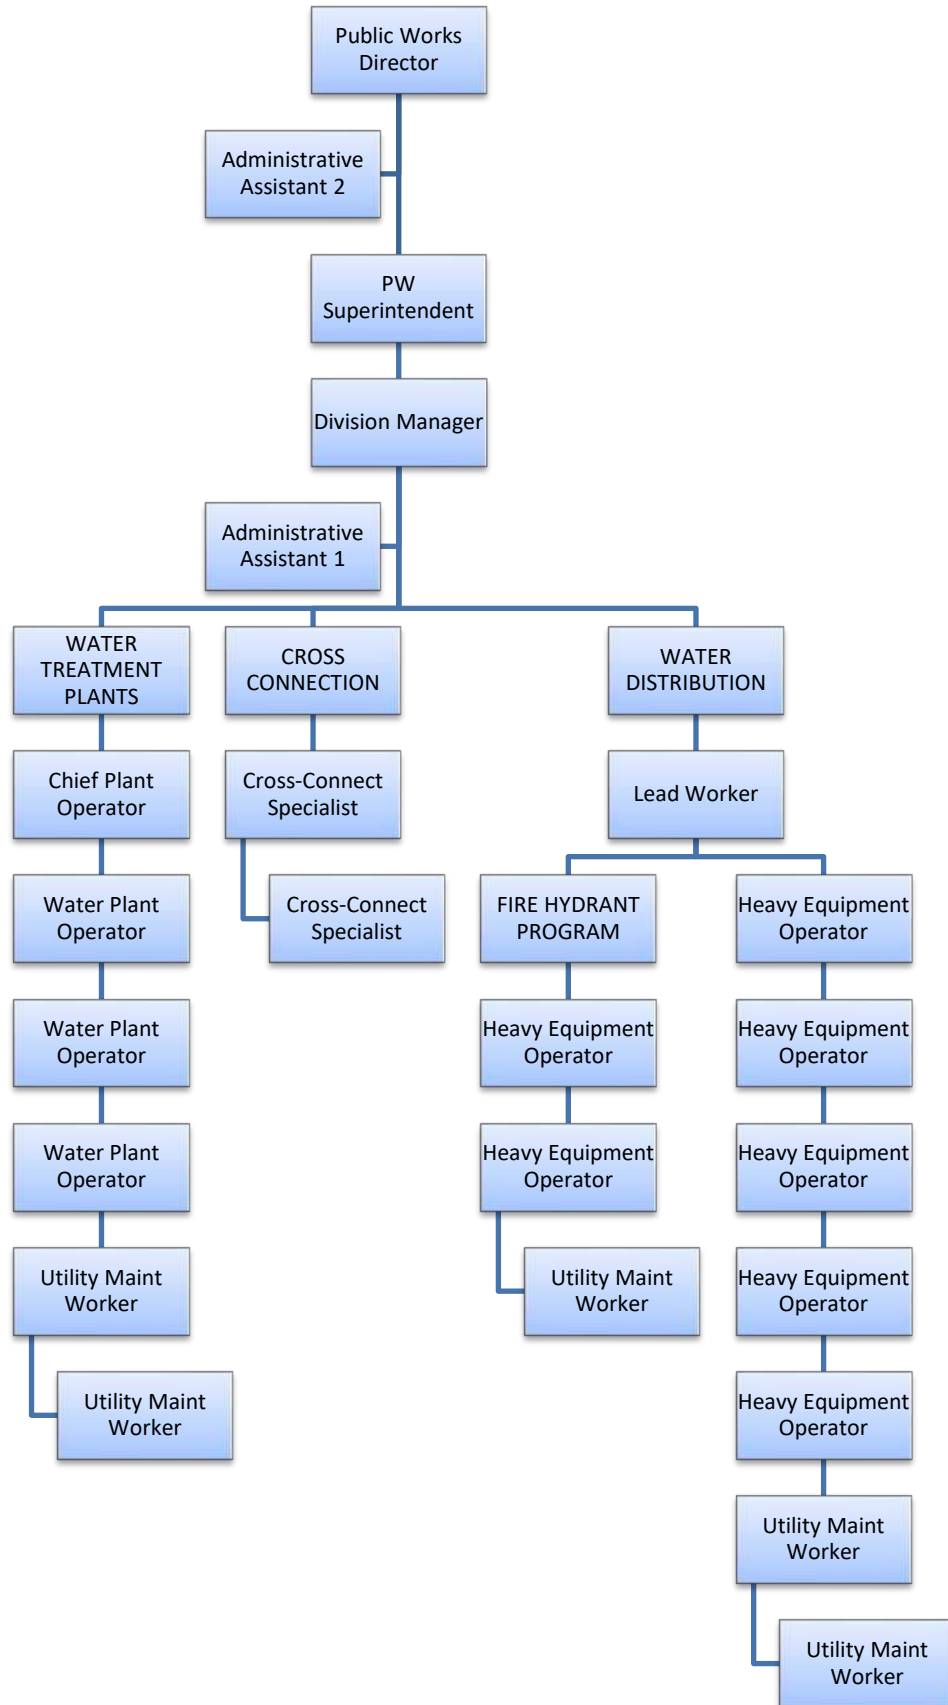 Public Works
Director
Administrative
Assistant 2
PW
Superintendent
Division Manager
Administrative
Assistant 1
WATER
TREATMENT
PLANTS
CROSS
CONNECTION
WATER
DISTRIBUTION
Chief Plant
Operator
Cross-Connect
Specialist
Lead Worker
Water Plant
Operator
Cross-Connect
Specialist
FIRE HYDRANT
PROGRAM
Heavy Equipment
Operator
Water Plant
Operator
Heavy Equipment
Operator
Heavy Equipment
Operator
Water Plant
Operator
Heavy Equipment
Operator
Heavy Equipment
Operator
Utility Maint
Worker
Utility Maint
Worker
Heavy Equipment
Operator
Utility Maint
Worker
Heavy Equipment
Operator
Utility Maint
Worker
Utility Maint
Worker